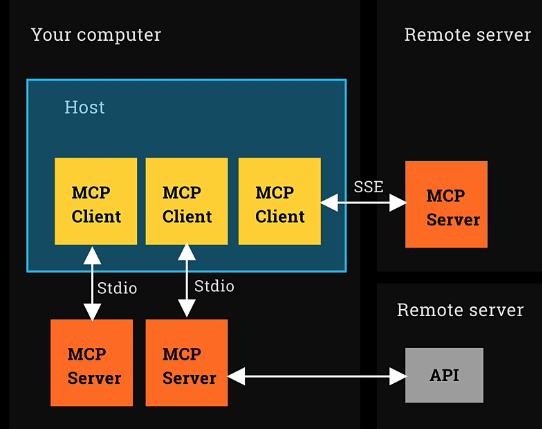 Your computer
Remote server
Host
MCP
Client
MCP
Client
MCP
Client
SSE
MCP
Server
Stdio
Stdio
Remote server
MCP
Server
MCP
Server
API